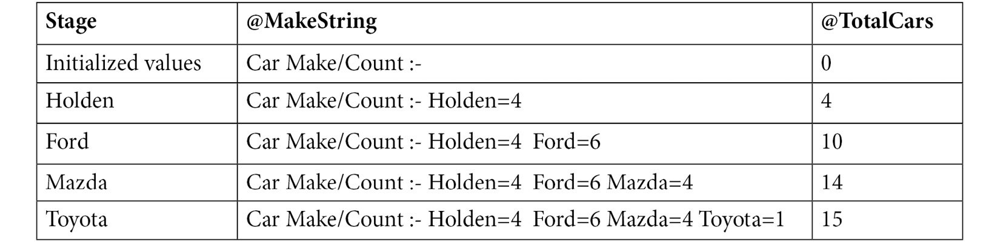 Stage @MakeString @TotalCars
Initialized values Car Make/Count :- 0
Holden Car Make/Count :- Holden=4 4
Ford Car Make/Count :- Holden=4  Ford=6 10
Mazda Car Make/Count :- Holden=4  Ford=6 Mazda=4 14
Toyota Car Make/Count :- Holden=4  Ford=6 Mazda=4 Toyota=1 15